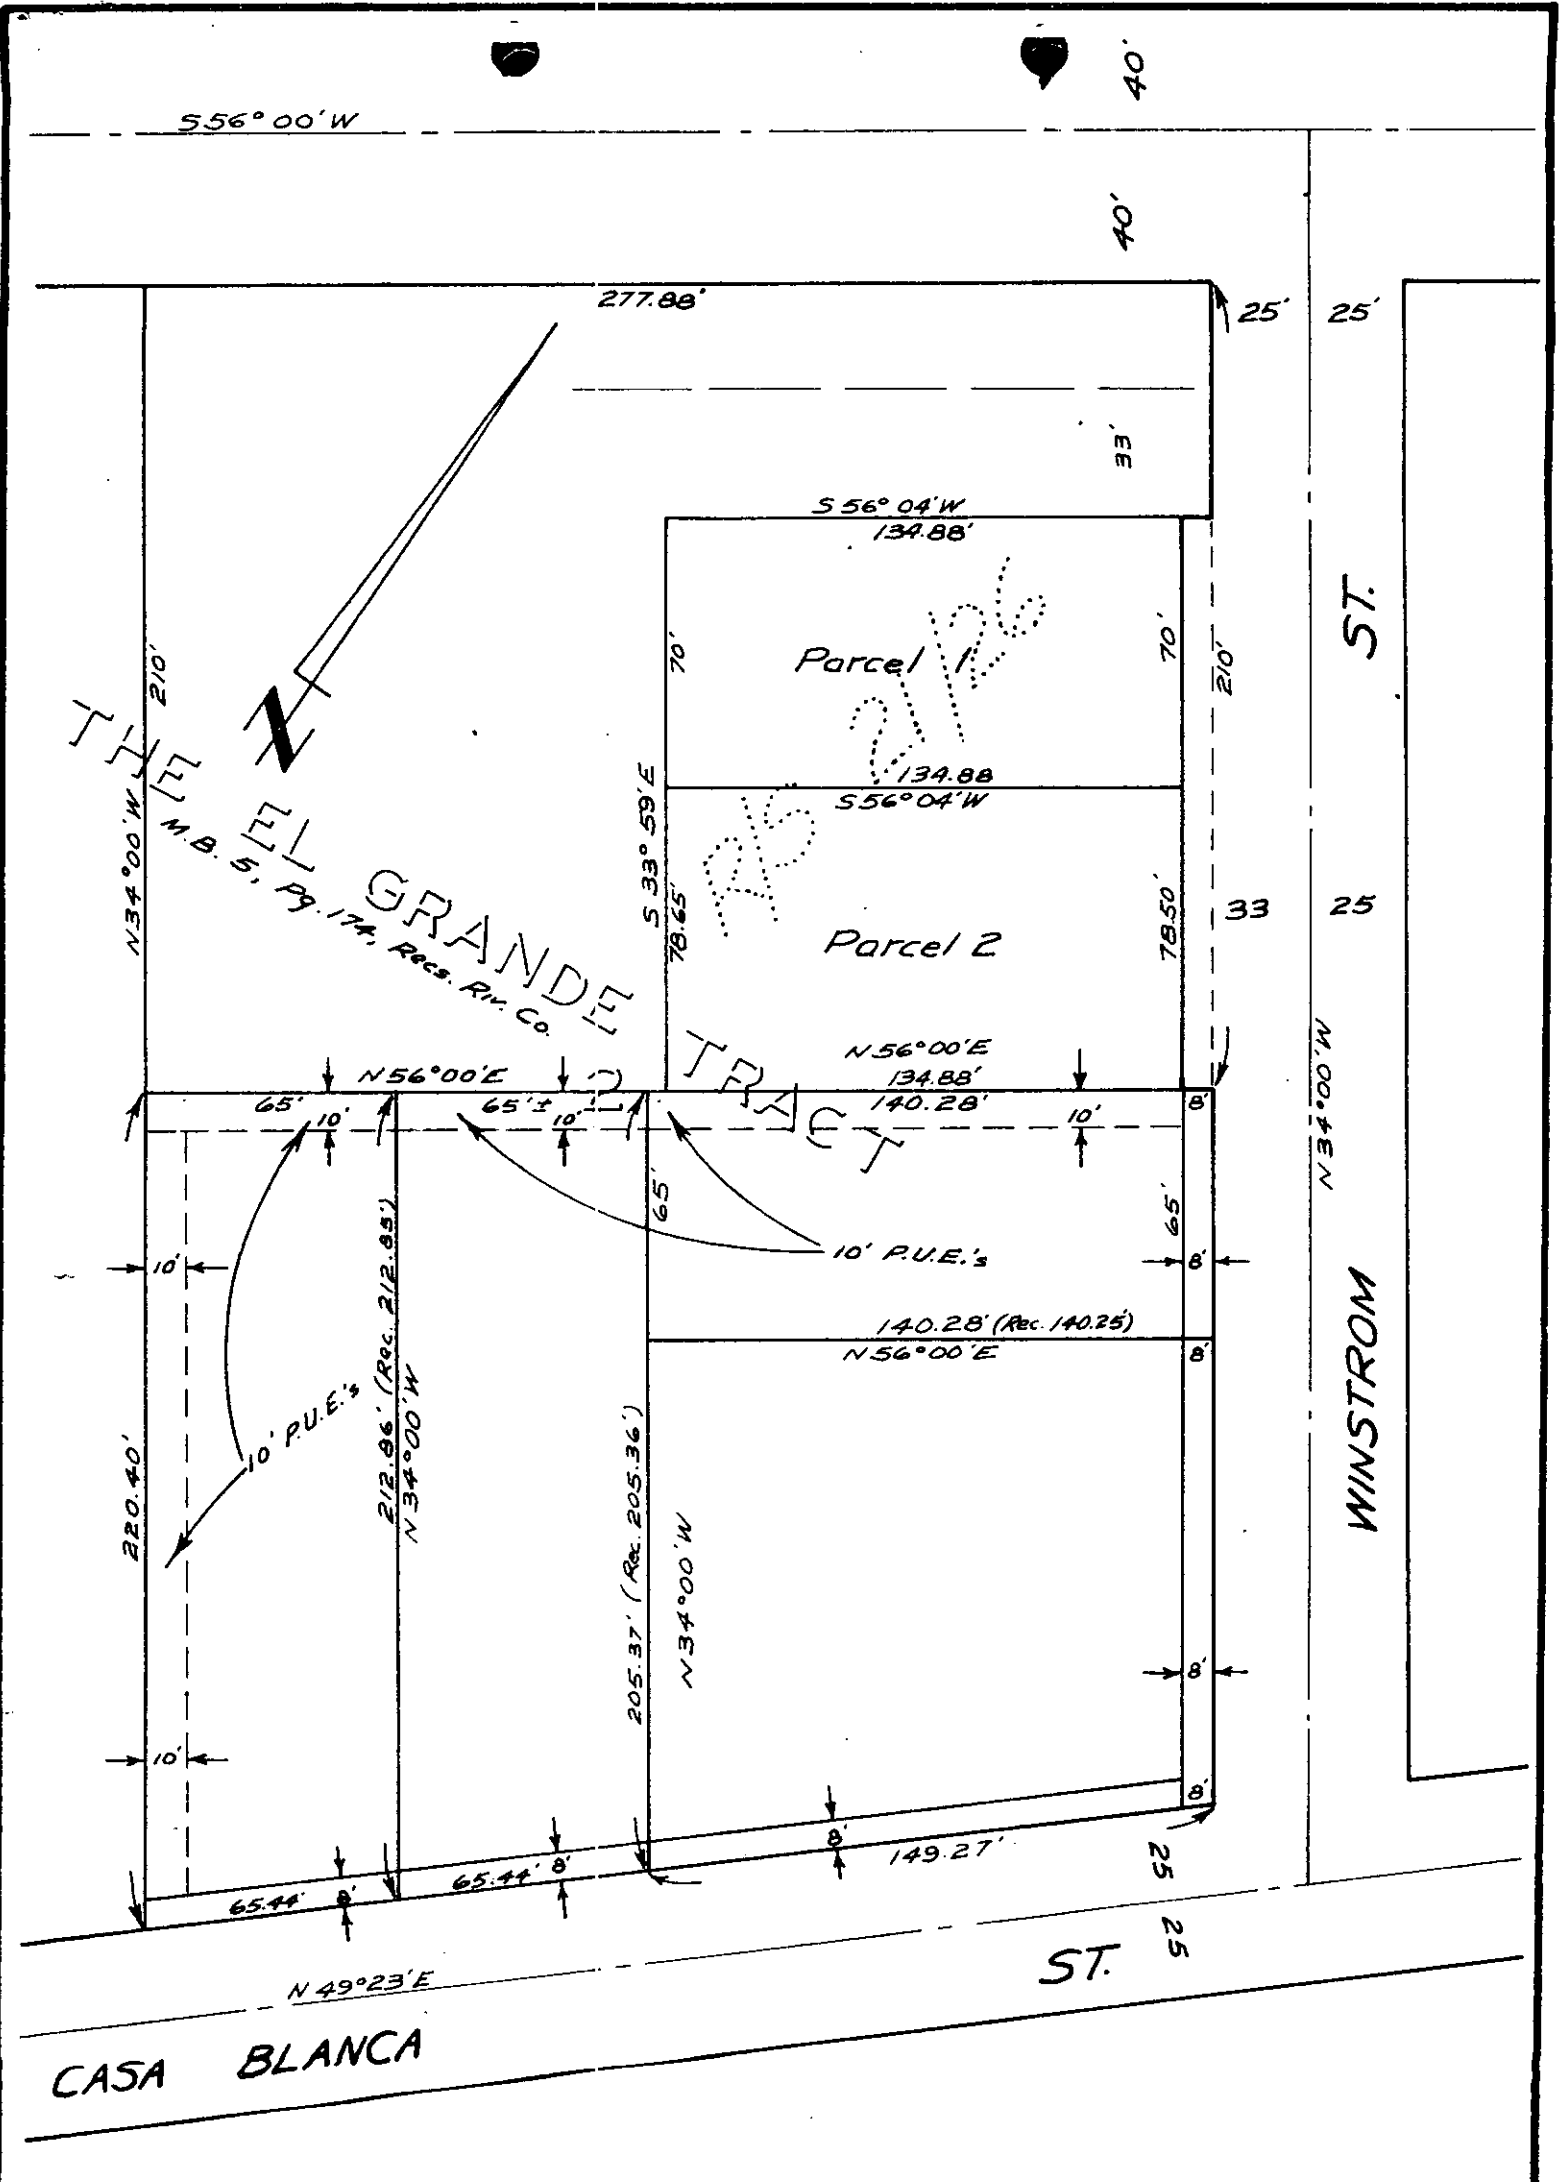 S 56° 00' W
40'
40'
277.88'
25'
25'
33'
S 56° 04' W
134.88'
ST.
70'
Parcel 1
70'
210'
210'
N
THE EL GRANDE TRACT
M.B. 5, Pg. 174, Recs. Riv. Co.
RS 21/26
134.88
S 56° 04' W
S 33° 59' E
N 34° 00' W
78.65'
Parcel 2
78.50'
33
25
N 56° 00' E
N 56° 00' E
134.88'
65'
10'
65'±
10'
12
140.28'
10'
8'
N 34° 00' W
65'
65'
10'
10' P.U.E.'s
8'
212.86' (Rec. 212.85')
N 34° 00' W
140.28' (Rec. 140.25')
N 56° 00' E
8'
WINSTROM
10' P.U.E.'s
220.40'
205.37' (Rec. 205.36')
N 34° 00' W
8'
10'
8'
8'
149.27'
65.44'
8'
65.44'
8'
25
25
N 49° 23' E
ST.
CASA BLANCA